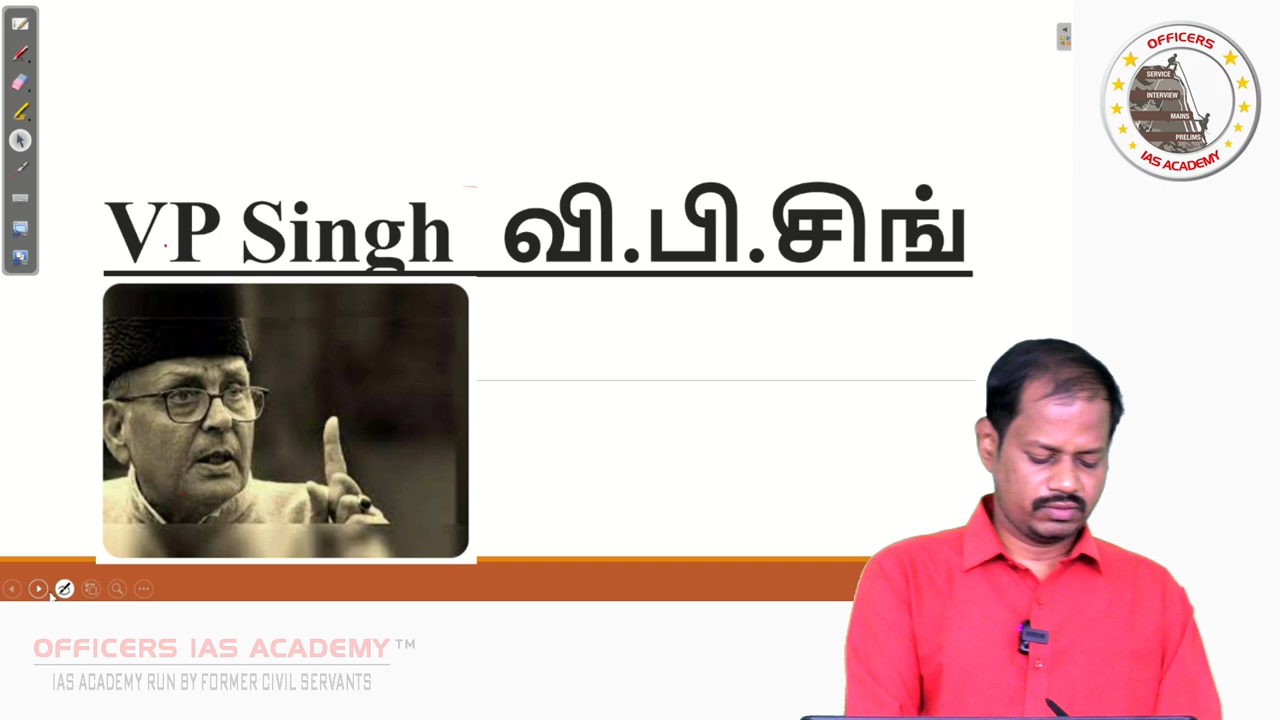 VP Singh வி.பி.சிங்
OFFICERS
SERVICE
INTERVIEW
MAINS
PRELIMS
IAS ACADEMY
OFFICERS IAS ACADEMY™
IAS ACADEMY RUN BY FORMER CIVIL SERVANTS